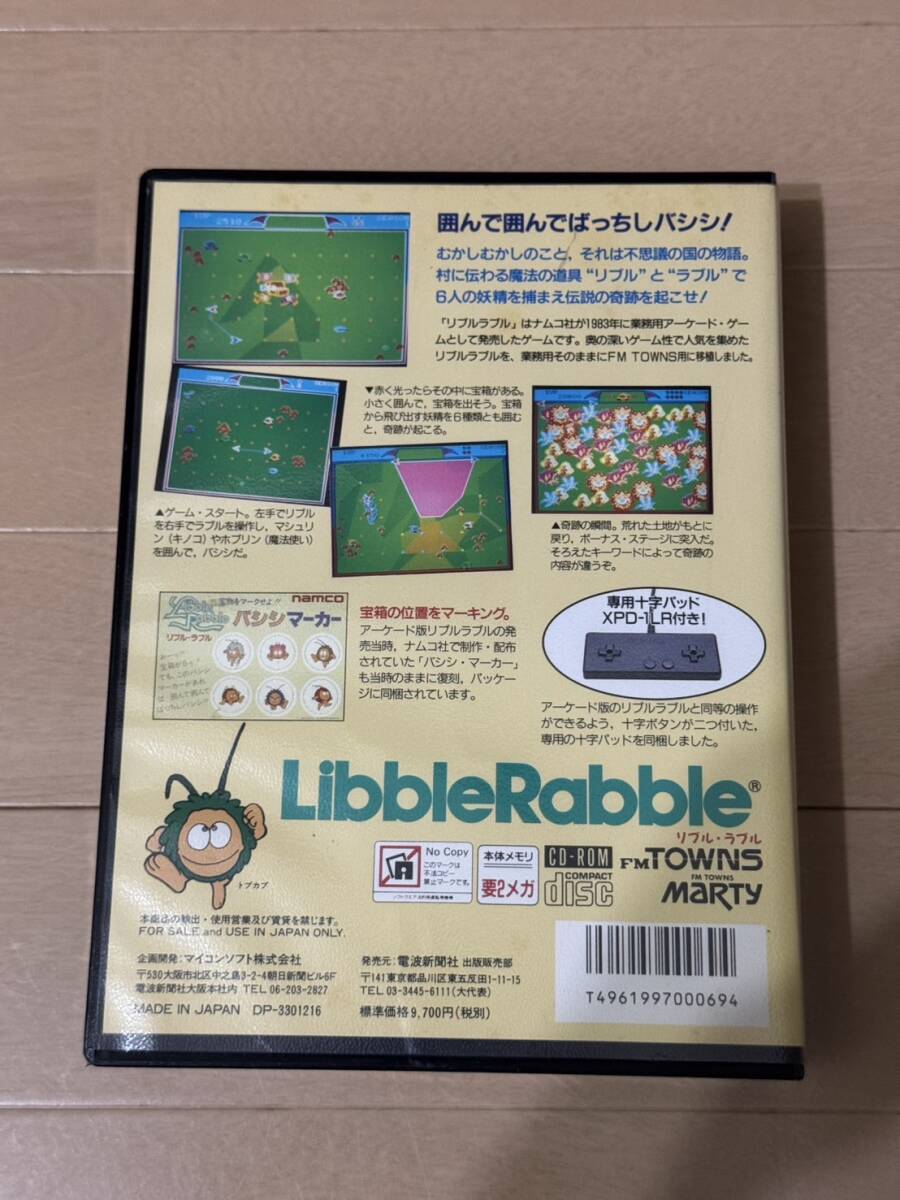 囲んで囲んでばっちしバシシ!
むかしむかしのこと，それは不思議の国の物語。
村に伝わる魔法の道具“リブル”と“ラブル”で
6人の妖精を捕まえ伝説の奇跡を起こせ！
「リブルラブル」はナムコ社が1983年に業務用アーケード・ゲー
ムとして発売したゲームです。奥の深いゲーム性で人気を集めた
リブルラブルを、業務用そのままにFM TOWNS用に移植しました。
▼赤く光ったらその中に宝箱がある。
小さく囲んで，宝箱を出そう。宝箱
から飛び出す妖精を6種類とも囲む
と，奇跡が起こる。
▲ゲーム・スタート。左手でリブル
を右手でラブルを操作し，マシュリ
ン（キノコ）やホブリン（魔法使い）
を囲んで，バシシだ。
▲奇跡の瞬間。荒れた土地がもとに
戻り，ボーナス・ステージに突入だ。
そろえたキーワードによって奇跡の
内容が違うぞ。
宝物をマークせよ!!
namco
Libble Rabble
バシシマーカー
リブル・ラブル
宝箱の位置をマーキング。
アーケード版リブルラブルの発
売当時，ナムコ社で制作・配布
されていた「バシシ・マーカー」
も当時のままに復刻，パッケー
ジに同梱されています。
専用十字パッド
XPD-1LR付き!
アーケード版のリブルラブルと同等の操作
ができるよう，十字ボタンが二つ付いた，
専用の十字パッドを同梱しました。
LibbleRabble®
リブル・ラブル
トプカプ
No Copy
このマークは
不法コピー
禁止マークです。
本体メモリ
要2メガ
CD-ROM
COMPACT
disc
FM TOWNS
FM TOWNS
MARTY
本商品の輸出・使用営業及び賃貸を禁じます。
FOR SALE and USE IN JAPAN ONLY.
企画開発：マイコンソフト株式会社
〒530大阪市北区中之島3-2-4朝日新聞ビル6F
電波新聞社大阪本社内 TEL 06-203-2827
MADE IN JAPAN DP-3301216
発売元：電波新聞社 出版販売部
〒141東京都品川区東五反田1-11-15
TEL 03-3445-6111(大代表)
標準価格9,700円(税別)
T4961997000694